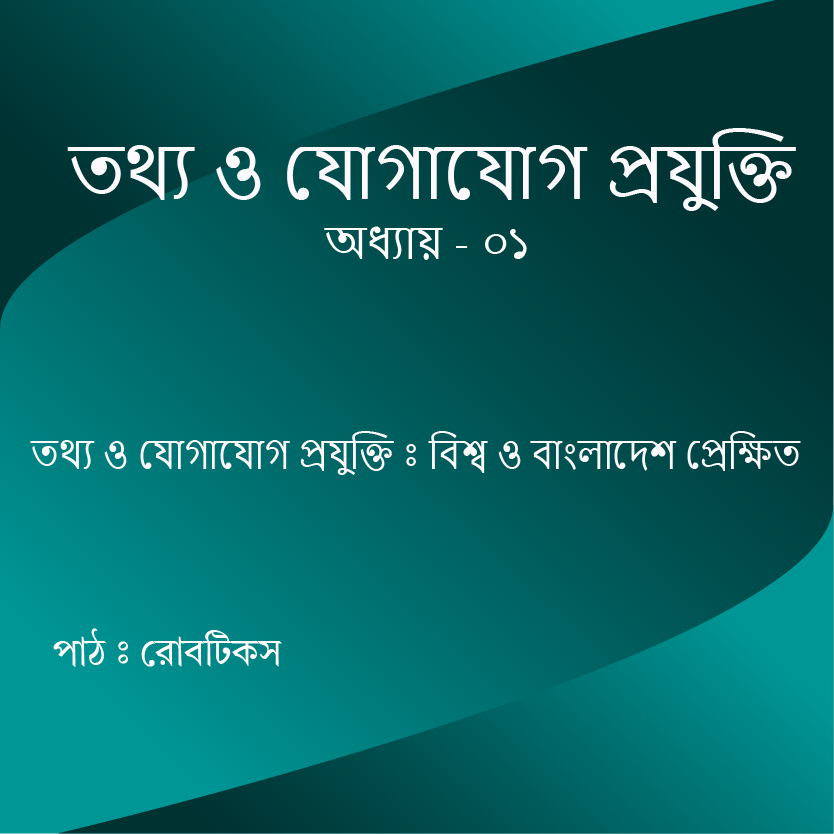 তথ্য ও যোগাযোগ প্রযুক্তি
অধ্যায় - ০১
তথ্য ও যোগাযোগ প্রযুক্তি ঃ বিশ্ব ও বাংলাদেশ প্রেক্ষিত
পাঠ ঃ রোবটিকস